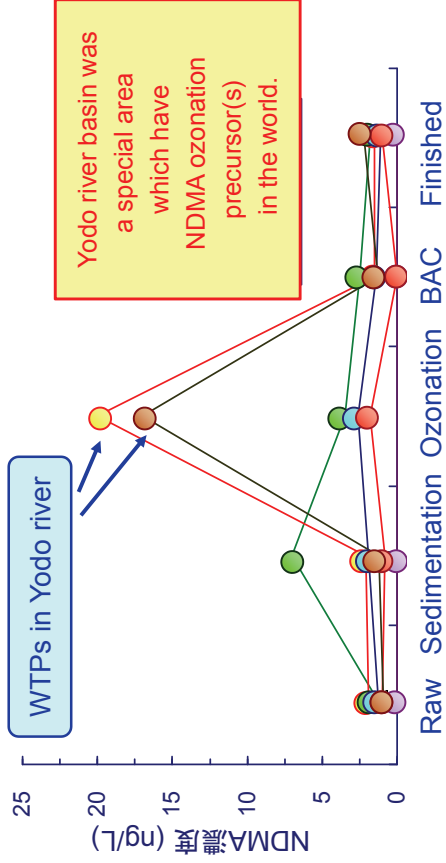 WTPs in Yodo river
Yodo river basin was
a special area
which have
NDMA ozonation
precursor(s)
in the world.
NDMA濃度 (ng/L)
25
20
15
10
5
0
Raw Sedimentation Ozonation BAC Finished